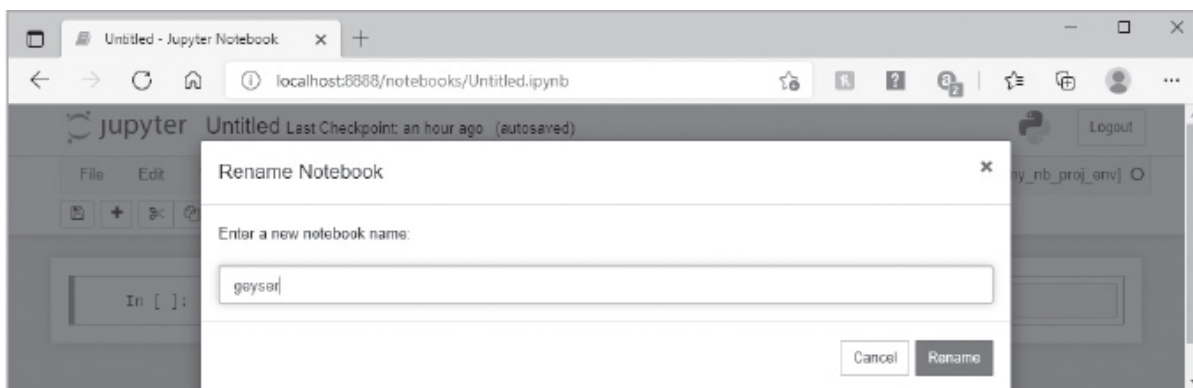 Untitled - Jupyter Notebook
localhost:8888/notebooks/Untitled.ipynb
jupyter Untitled Last Checkpoint: an hour ago (autosaved)
Logout
File Edit
Rename Notebook
ny_nb_proj_env]
Enter a new notebook name:
In [ ]:
geyser
Cancel Rename